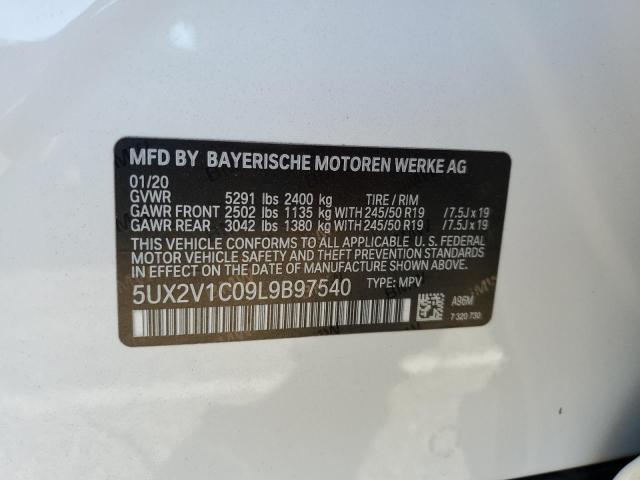 MFD BY BAYERISCHE MOTOREN WERKE AG
01/20
GVWR 5291 lbs 2400 kg TIRE / RIM
GAWR FRONT 2502 lbs 1135 kg WITH 245/50 R19 / 7.5J x 19
GAWR REAR 3042 lbs 1380 kg WITH 245/50 R19 / 7.5J x 19
THIS VEHICLE CONFORMS TO ALL APPLICABLE U. S. FEDERAL
MOTOR VEHICLE SAFETY AND THEFT PREVENTION STANDARDS
IN EFFECT ON THE DATE OF MANUFACTURE SHOWN ABOVE.
5UX2V1C09L9B97540 TYPE: MPV
A96M
7 320 730